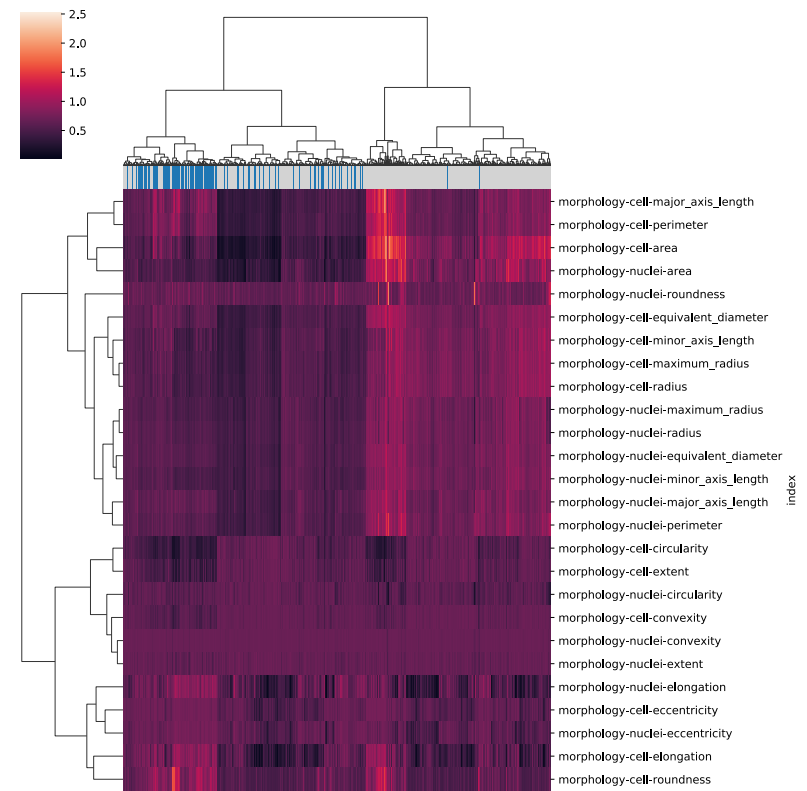 2.5
2.0
1.5
1.0
0.5
morphology-cell-major_axis_length
morphology-cell-perimeter
morphology-cell-area
morphology-nuclei-area
morphology-nuclei-roundness
morphology-cell-equivalent_diameter
morphology-cell-minor_axis_length
morphology-cell-maximum_radius
morphology-cell-radius
morphology-nuclei-maximum_radius
morphology-nuclei-radius
morphology-nuclei-equivalent_diameter
morphology-nuclei-minor_axis_length
morphology-nuclei-major_axis_length
morphology-nuclei-perimeter
morphology-cell-circularity
morphology-cell-extent
morphology-nuclei-circularity
morphology-cell-convexity
morphology-nuclei-convexity
morphology-nuclei-extent
morphology-nuclei-elongation
morphology-cell-eccentricity
morphology-nuclei-eccentricity
morphology-cell-elongation
morphology-cell-roundness
index